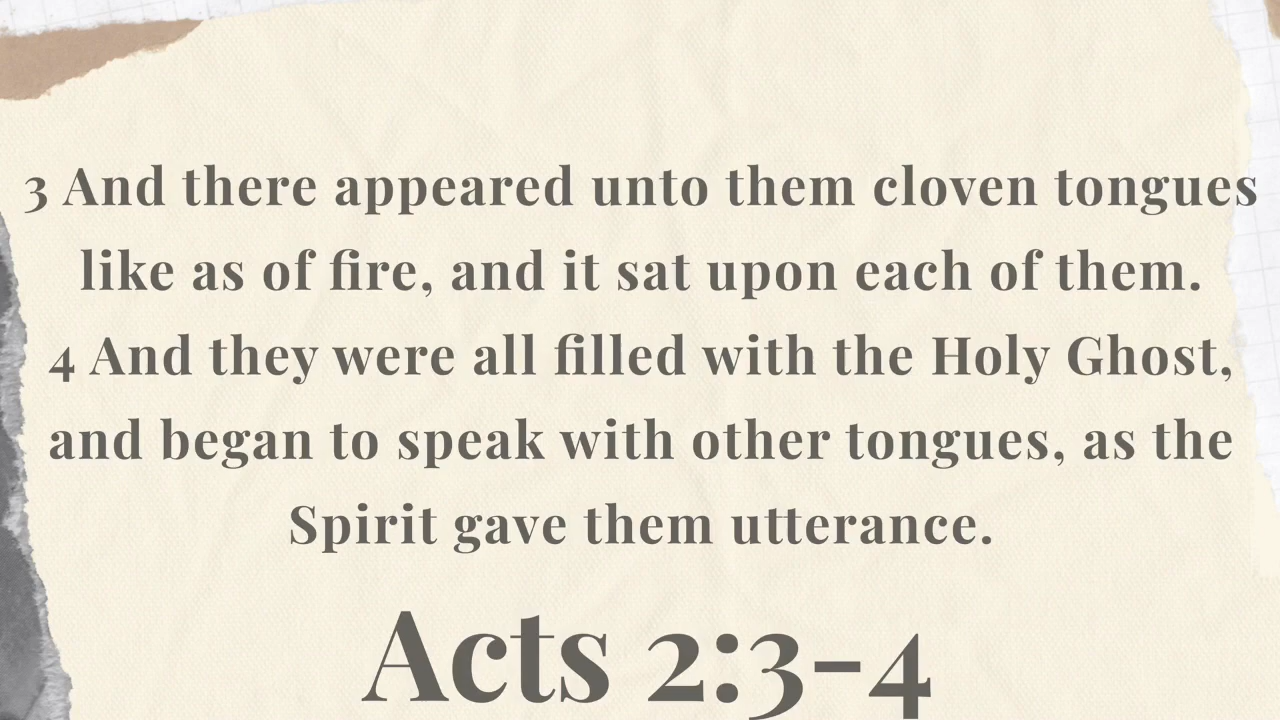 3 And there appeared unto them cloven tongues
like as of fire, and it sat upon each of them.
4 And they were all filled with the Holy Ghost,
and began to speak with other tongues, as the
Spirit gave them utterance.
Acts 2:3-4